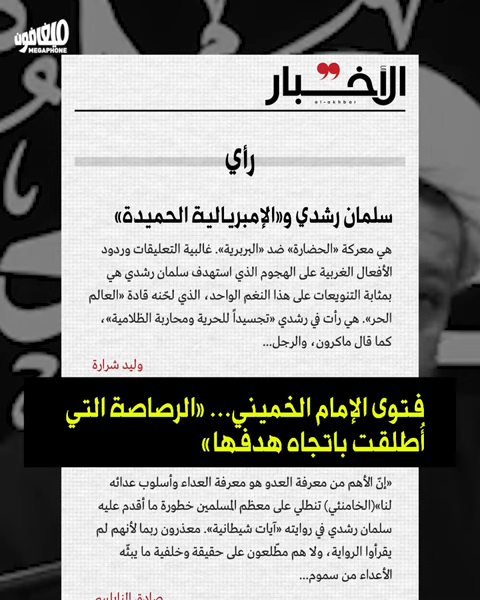 ميغافون
MEGAPHONE
الأخبار
al-akhbar
رأي
سلمان رشدي و«الإمبريالية الحميدة»
هي معركة «الحضارة» ضد «البربرية». غالبية التعليقات وردود
الأفعال الغربية على الهجوم الذي استهدف سلمان رشدي هي
بمثابة التنويعات على هذا النغم الواحد، الذي لحّنه قادة «العالم
الحر». هي رأت في رشدي «تجسيداً للحرية ومحاربة الظلامية»،
كما قال ماكرون، والرجل...
وليد شرارة
فتوى الإمام الخميني... «الرصاصة التي
أُطلقت باتجاه هدفها»
«إنّ الأهم من معرفة العدو هو معرفة العداء وأسلوب عدائه
لنا»(الخامنئي) تنطلي على معظم المسلمين خطورة ما أقدم عليه
سلمان رشدي في روايته «آيات شيطانية». معذرون ربما لأنهم لم
يقرأوا الرواية، ولا هم مطّلعون على حقيقة وخلفية ما يبثّه
الأعداء من سموم...
صادق النابلسي